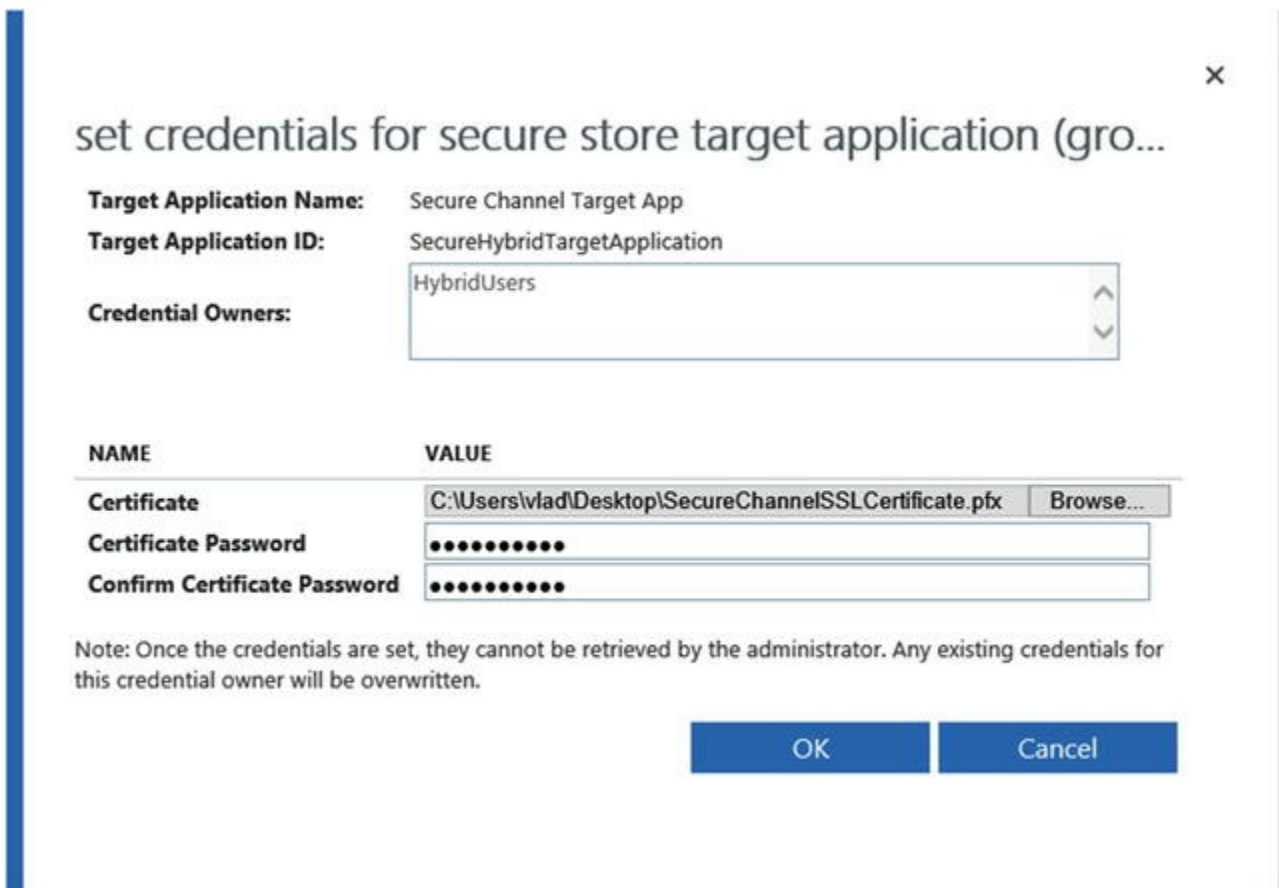 ×
set credentials for secure store target application (gro...
Target Application Name: Secure Channel Target App
Target Application ID: SecureHybridTargetApplication
Credential Owners: HybridUsers
NAME VALUE
Certificate C:\Users\vlad\Desktop\SecureChannelSSLCertificate.pfx Browse...
Certificate Password ●●●●●●●●●●
Confirm Certificate Password ●●●●●●●●●●
Note: Once the credentials are set, they cannot be retrieved by the administrator. Any existing credentials for
this credential owner will be overwritten.
OK Cancel